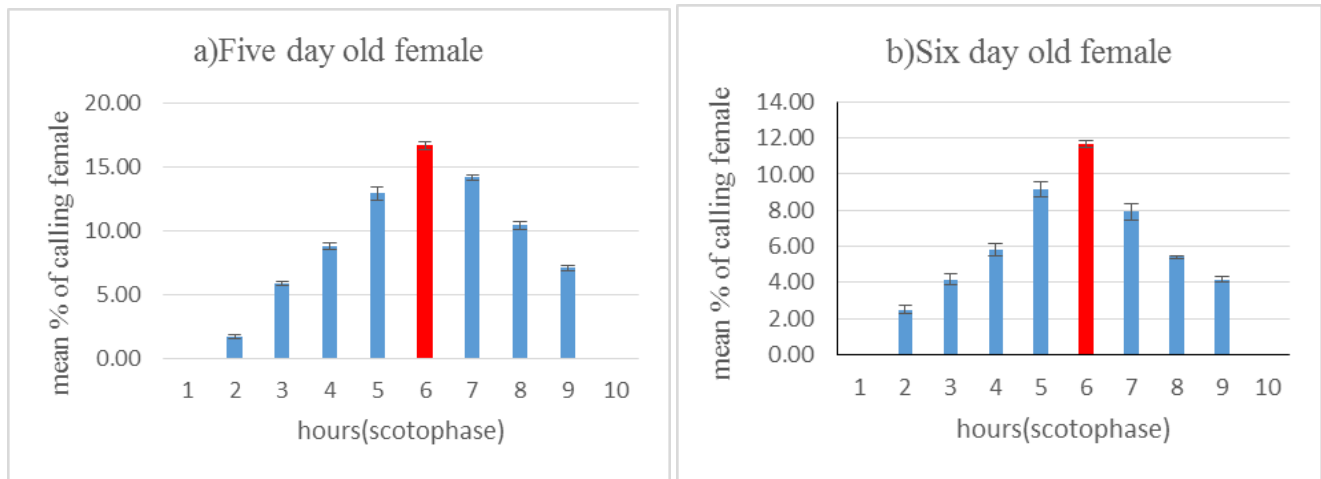 a)Five day old female
mean % of calling female
20.00
15.00
10.00
5.00
0.00
1 2 3 4 5 6 7 8 9 10
hours(scotophase)
b)Six day old female
mean % of calling female
14.00
12.00
10.00
8.00
6.00
4.00
2.00
0.00
1 2 3 4 5 6 7 8 9 10
hours(scotophase)